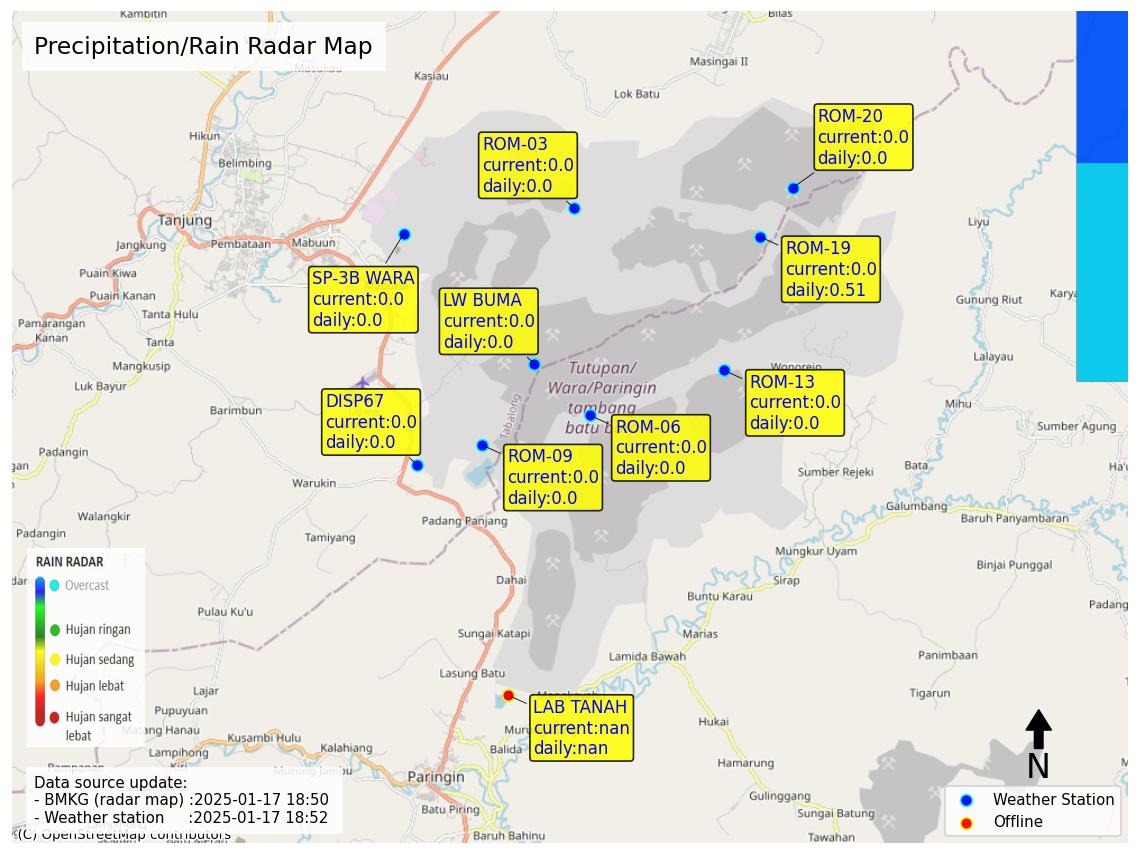 Kambitin
Bilas
Precipitation/Rain Radar Map
Masukau
Kasiau
Masingai II
Lok Batu
ROM-20
current:0.0
daily:0.0
ROM-03
current:0.0
daily:0.0
Hikun
Belimbing
Tanjung
Jangkung
Pembataan
Mabuun
Liyu
ROM-19
current:0.0
daily:0.51
Puain Kiwa
Puain Kanan
SP-3B WARA
current:0.0
daily:0.0
LW BUMA
current:0.0
daily:0.0
Gunung Riut
Karya
Tanta Hulu
Pamarangan
Kanan
Tanta
Mangkusip
Luk Bayur
Lalayau
Wonorejo
Tutupan/
Wara/Paringin
tambang
batu b
ROM-13
current:0.0
daily:0.0
Tabalong
Mihu
DISP67
current:0.0
daily:0.0
Barimbun
ROM-06
current:0.0
daily:0.0
Sumber Agung
Padangin
gan
ROM-09
current:0.0
daily:0.0
Bata
Sumber Rejeki
Warukin
Galumbang
Baruh Panyambaran
Walangkir
Padangin
Padang Panjang
Tamiyang
Mungkur Uyam
Binjai Punggal
RAIN RADAR
Overcast
Hujan ringan
Hujan sedang
Hujan lebat
Hujan sangat
lebat
Dahai
Sirap
Buntu Karau
Padang
Pulau Ku'u
Sungai Katapi
Marias
Lamida Bawah
Panimbaan
Lasung Batu
Lajar
Tigarun
LAB TANAH
current:nan
daily:nan
Pupuyuan
Matang Hanau
Kusambi Hulu
Hukai
Lampihong
Kalahiang
Balida
Murung Jambu
Hamarung
Paringin
N
Data source update:
- BMKG (radar map) :2025-01-17 18:50
- Weather station :2025-01-17 18:52
(C) OpenStreetMap contributors
Batu Piring
Baruh Bahinu
Gulinggang
Sungai Batung
Tawahan
Weather Station
Offline